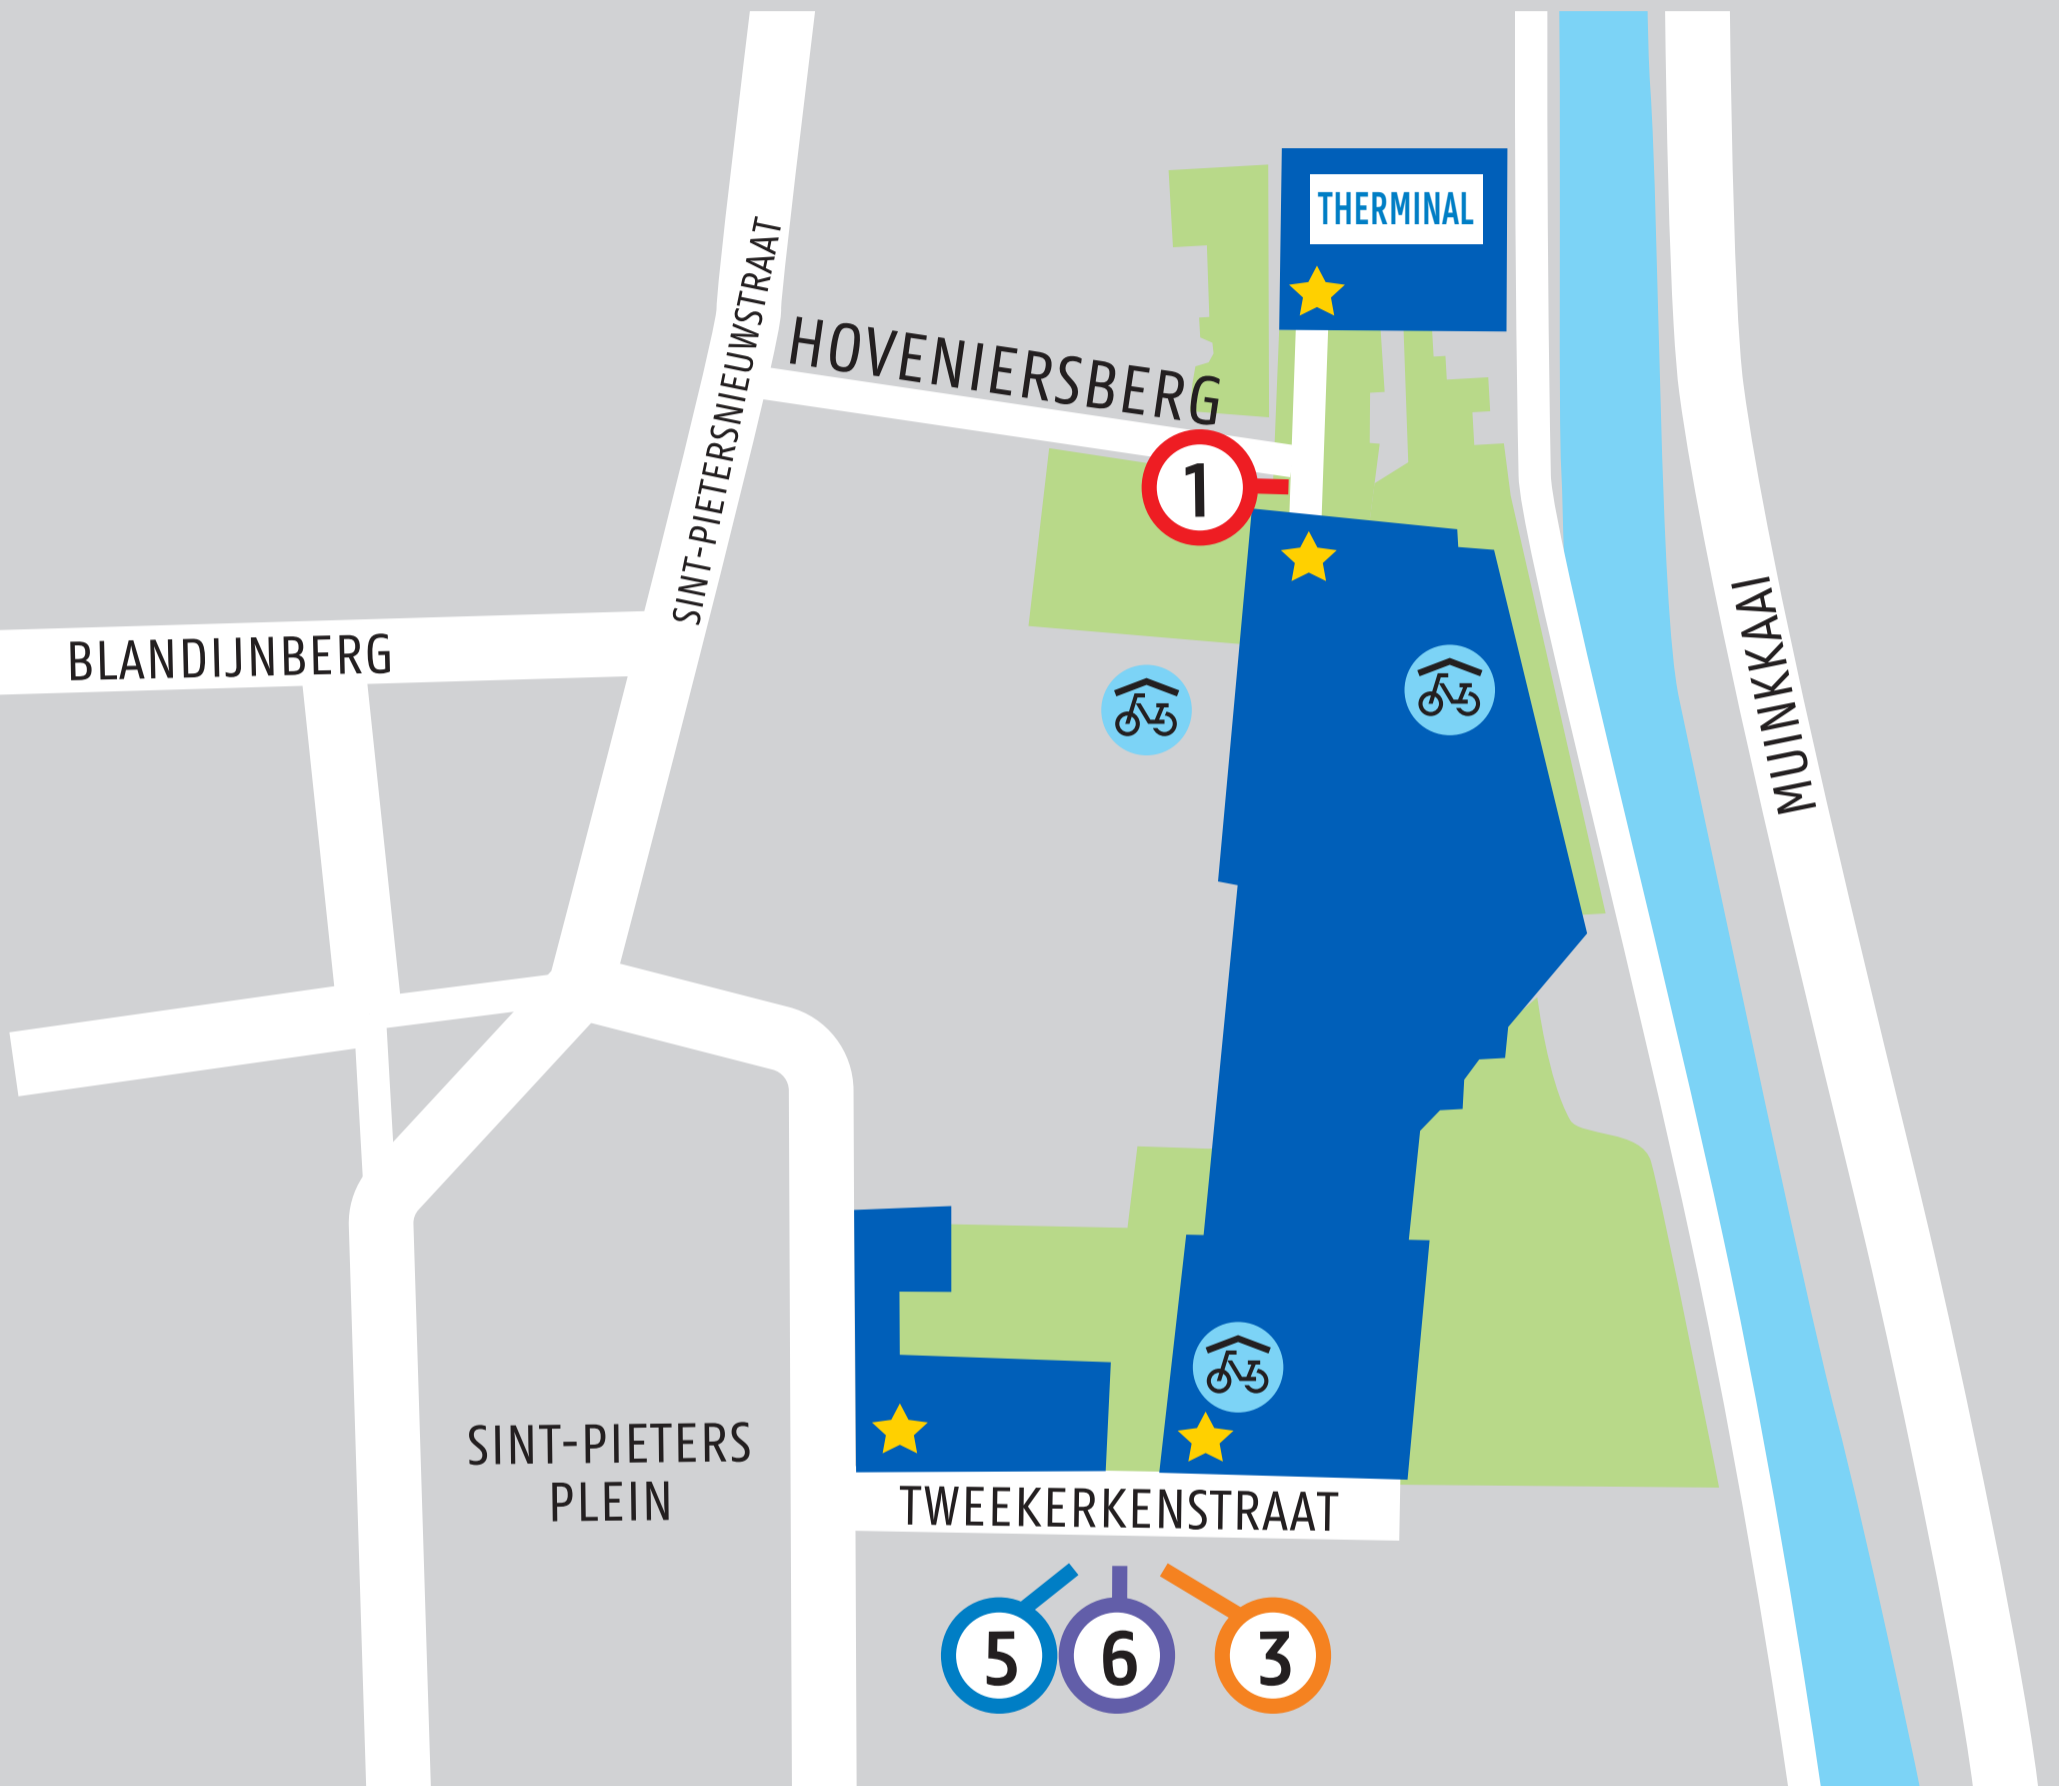 THERMINAL
SINT-PIETERSNIEUWSTRAAT
HOVENIERSBERG
1
BLANDIJNBERG
MUINKKAAI
SINT-PIETERS
PLEIN
TWEEKERKENSTRAAT
5 6 3